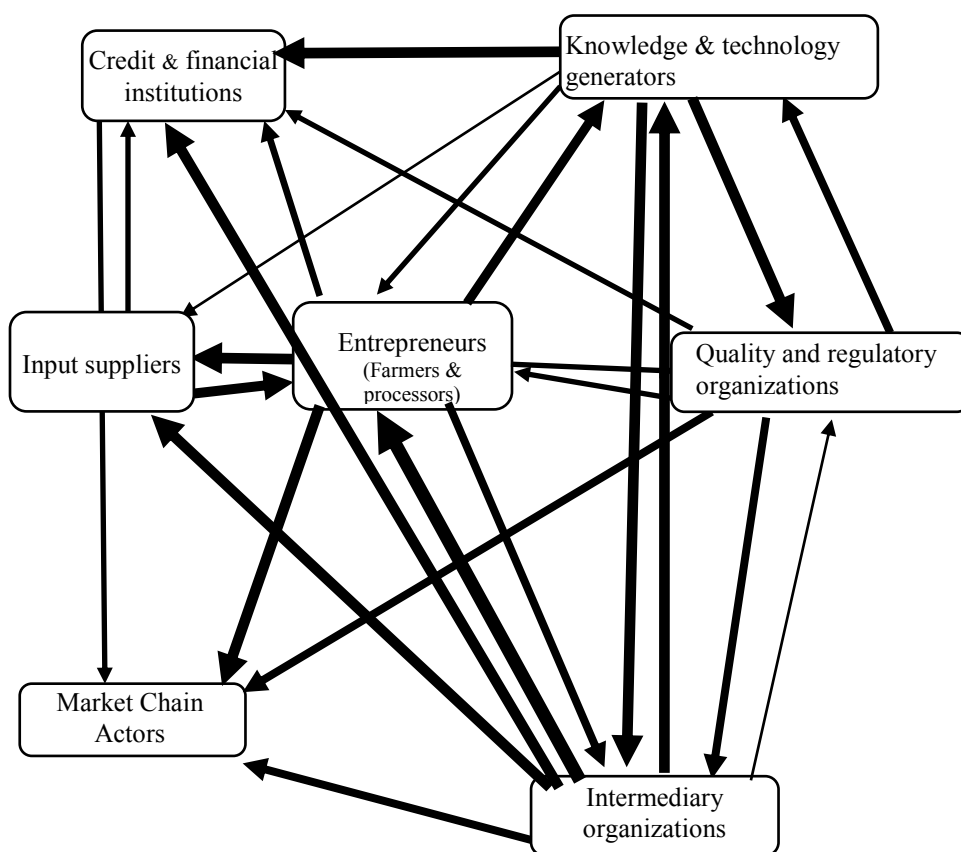 Credit & financial
institutions
Knowledge & technology
generators
Input suppliers
Entrepreneurs
(Farmers &
processors)
Quality and regulatory
organizations
Market Chain
Actors
Intermediary
organizations